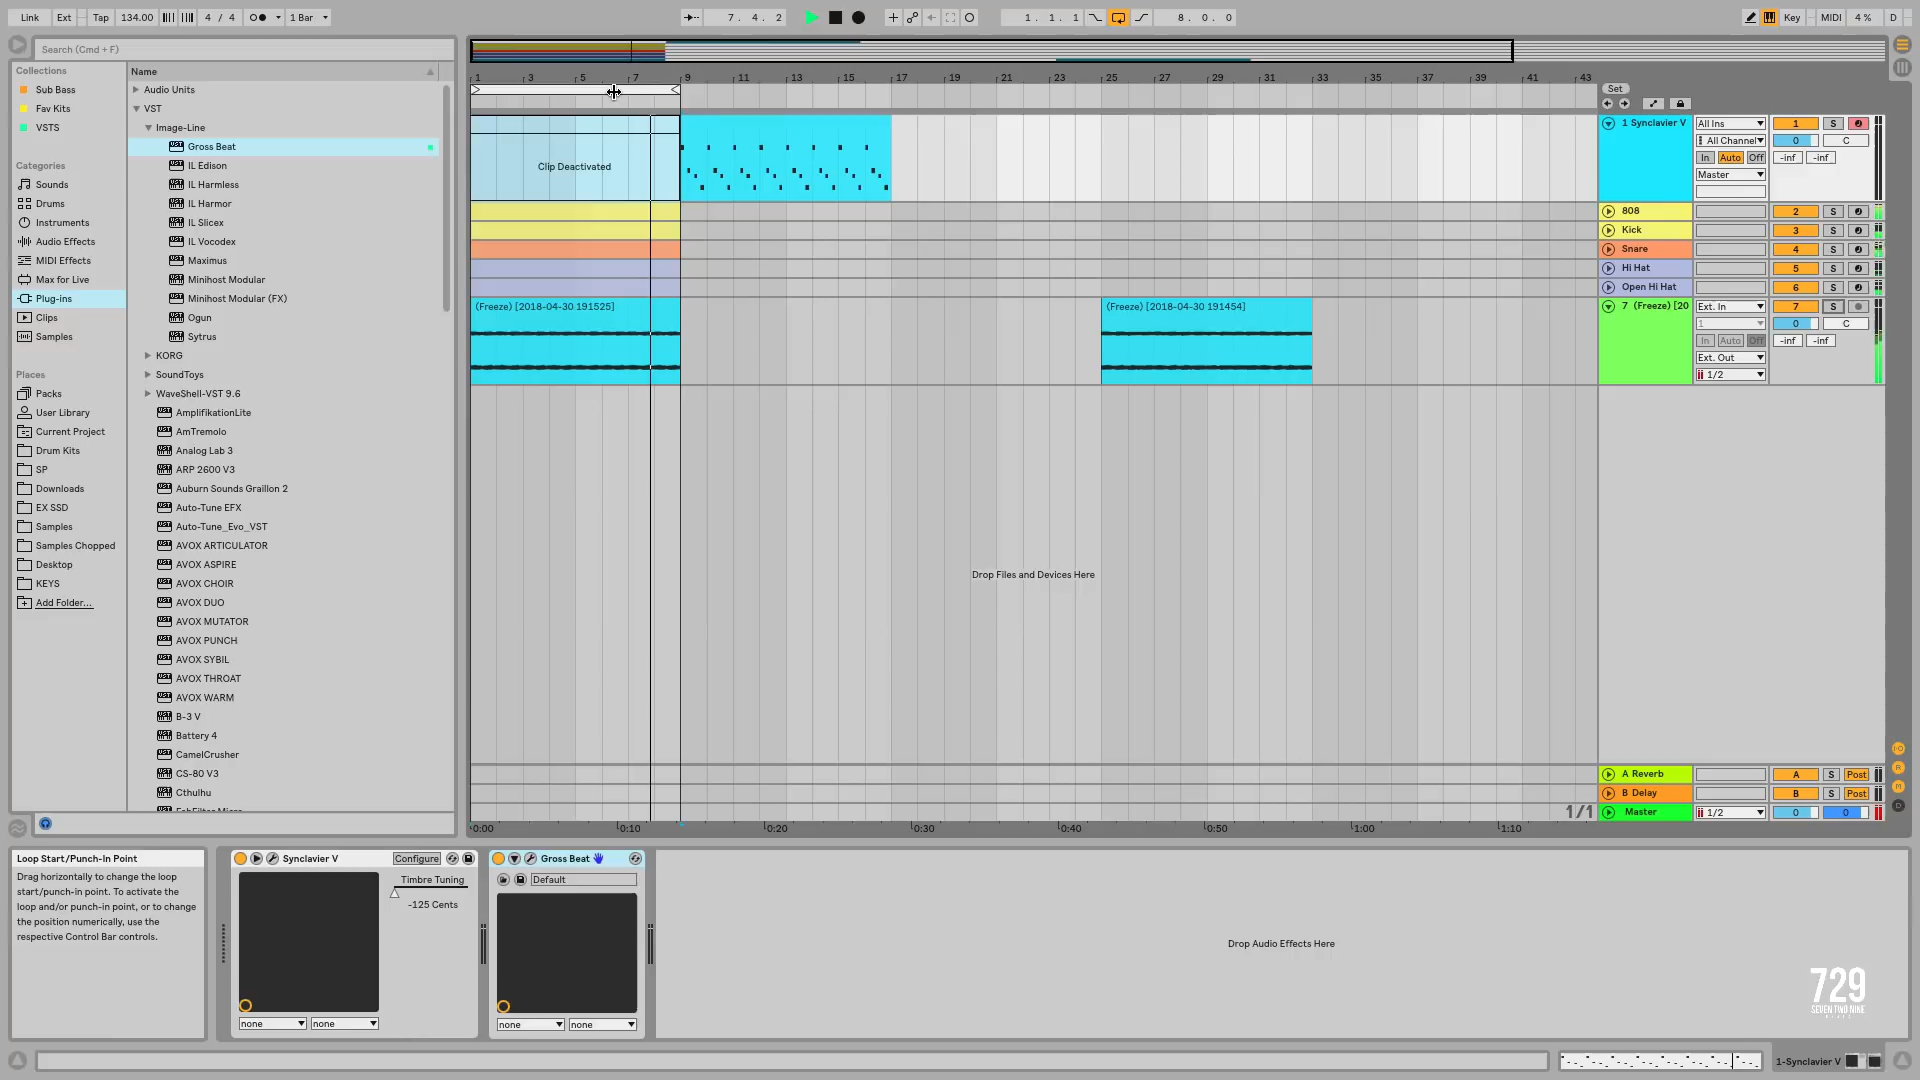 Link Ext Tap 134.00 4 / 4 1 Bar 7. 4. 2 1. 1. 1 8. 0. 0 Key MIDI 4 % D
Search (Cmd + F)
Collections
Sub Bass
Fav Kits
VSTS
Categories
Sounds
Drums
Instruments
Audio Effects
MIDI Effects
Max for Live
Plug-ins
Clips
Samples
Places
Packs
User Library
Current Project
Drum Kits
SP
Downloads
EX SSD
Samples
Samples Chopped
Desktop
KEYS
Add Folder...
Name
Audio Units
VST
Image-Line
Gross Beat
IL Edison
IL Harmless
IL Harmor
IL Slicex
IL Vocodex
Maximus
Minihost Modular
Minihost Modular (FX)
Ogun
Sytrus
KORG
SoundToys
WaveShell-VST 9.6
AmplifikationLite
AmTremolo
Analog Lab 3
ARP 2600 V3
Auburn Sounds Graillon 2
Auto-Tune EFX
Auto-Tune_Evo_VST
AVOX ARTICULATOR
AVOX ASPIRE
AVOX CHOIR
AVOX DUO
AVOX MUTATOR
AVOX PUNCH
AVOX SYBIL
AVOX THROAT
AVOX WARM
B-3 V
Battery 4
CamelCrusher
CS-80 V3
Cthulhu
1 3 5 7 9 11 13 15 17 19 21 23 25 27 29 31 33 35 37 39 41 43
Set
Clip Deactivated
1 Synclavier V All Ins 1 S
All Channel 0 C
In Auto Off -inf -inf
Master
808 2 S
Kick 3 S
Snare 4 S
Hi Hat 5 S
Open Hi Hat 6 S
(Freeze) [2018-04-30 191525] (Freeze) [2018-04-30 191454] 7 (Freeze) [20 Ext. In 7 S
1 0 C
In Auto Off -inf -inf
Ext. Out
1/2
Drop Files and Devices Here
A Reverb A S Post
B Delay B S Post
1/1 Master 1/2 0 0
0:00 0:10 0:20 0:30 0:40 0:50 1:00 1:10
Loop Start/Punch-In Point
Drag horizontally to change the loop
start/punch-in point. To activate the
loop and/or punch-in point, or to change
the position numerically, use the
respective Control Bar controls.
Synclavier V Configure
Timbre Tuning
-125 Cents
none none
Gross Beat
Default
none none
Drop Audio Effects Here
729
SEVEN TWO NINE
1-Synclavier V